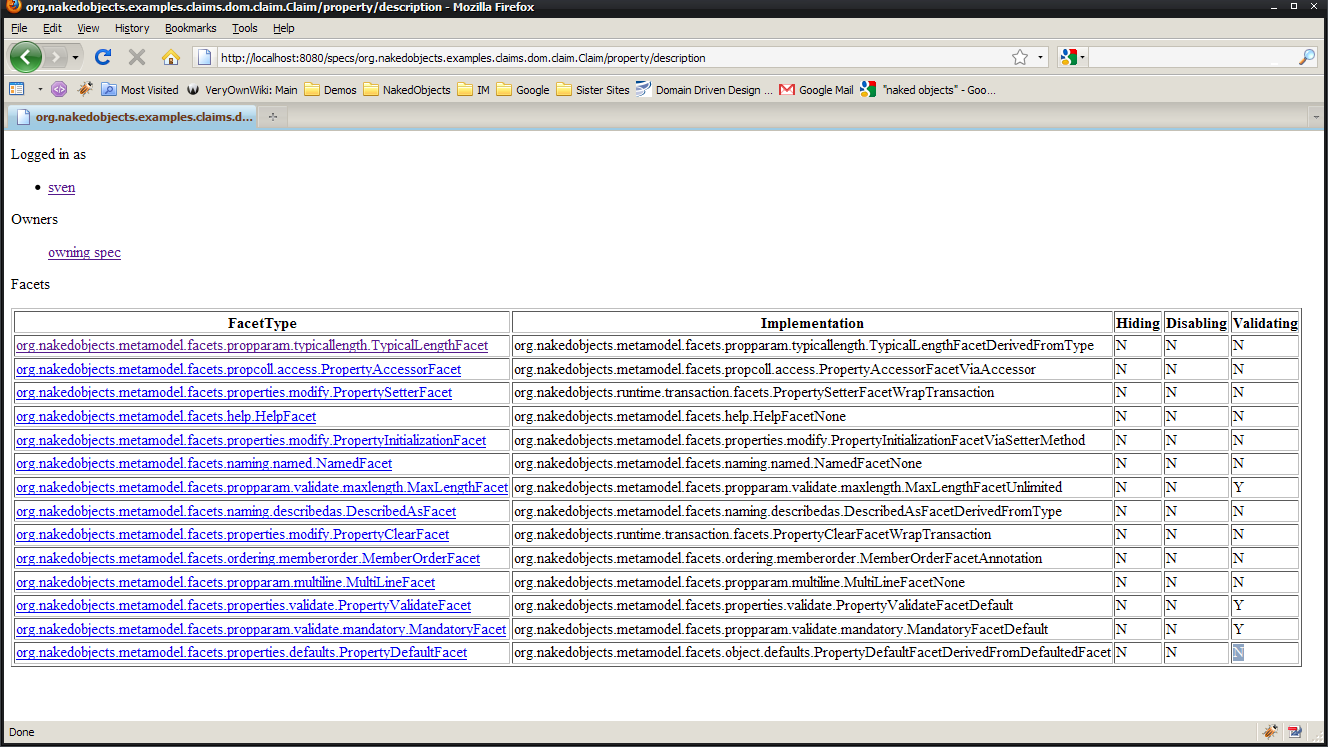 org.nakedobjects.examples.claims.dom.claim.Claim/property/description - Mozilla Firefox
File Edit View History Bookmarks Tools Help
http://localhost:8080/specs/org.nakedobjects.examples.claims.dom.claim.Claim/property/description
Most Visited VeryOwnWiki: Main Demos NakedObjects IM Google Sister Sites Domain Driven Design ... Google Mail "naked objects" - Goo...
org.nakedobjects.examples.claims.d...
Logged in as
• sven
Owners
owning spec
Facets
FacetType Implementation Hiding Disabling Validating
org.nakedobjects.metamodel.facets.propparam.typicallength.TypicalLengthFacet org.nakedobjects.metamodel.facets.propparam.typicallength.TypicalLengthFacetDerivedFromType N N N
org.nakedobjects.metamodel.facets.propcoll.access.PropertyAccessorFacet org.nakedobjects.metamodel.facets.propcoll.access.PropertyAccessorFacetViaAccessor N N N
org.nakedobjects.metamodel.facets.properties.modify.PropertySetterFacet org.nakedobjects.runtime.transaction.facets.PropertySetterFacetWrapTransaction N N N
org.nakedobjects.metamodel.facets.help.HelpFacet org.nakedobjects.metamodel.facets.help.HelpFacetNone N N N
org.nakedobjects.metamodel.facets.properties.modify.PropertyInitializationFacet org.nakedobjects.metamodel.facets.properties.modify.PropertyInitializationFacetViaSetterMethod N N N
org.nakedobjects.metamodel.facets.naming.named.NamedFacet org.nakedobjects.metamodel.facets.naming.named.NamedFacetNone N N N
org.nakedobjects.metamodel.facets.propparam.validate.maxlength.MaxLengthFacet org.nakedobjects.metamodel.facets.propparam.validate.maxlength.MaxLengthFacetUnlimited N N Y
org.nakedobjects.metamodel.facets.naming.describedas.DescribedAsFacet org.nakedobjects.metamodel.facets.naming.describedas.DescribedAsFacetDerivedFromType N N N
org.nakedobjects.metamodel.facets.properties.modify.PropertyClearFacet org.nakedobjects.runtime.transaction.facets.PropertyClearFacetWrapTransaction N N N
org.nakedobjects.metamodel.facets.ordering.memberorder.MemberOrderFacet org.nakedobjects.metamodel.facets.ordering.memberorder.MemberOrderFacetAnnotation N N N
org.nakedobjects.metamodel.facets.propparam.multiline.MultiLineFacet org.nakedobjects.metamodel.facets.propparam.multiline.MultiLineFacetNone N N N
org.nakedobjects.metamodel.facets.properties.validate.PropertyValidateFacet org.nakedobjects.metamodel.facets.properties.validate.PropertyValidateFacetDefault N N Y
org.nakedobjects.metamodel.facets.propparam.validate.mandatory.MandatoryFacet org.nakedobjects.metamodel.facets.propparam.validate.mandatory.MandatoryFacetDefault N N Y
org.nakedobjects.metamodel.facets.properties.defaults.PropertyDefaultFacet org.nakedobjects.metamodel.facets.object.defaults.PropertyDefaultFacetDerivedFromDefaultedFacet N N N
Done